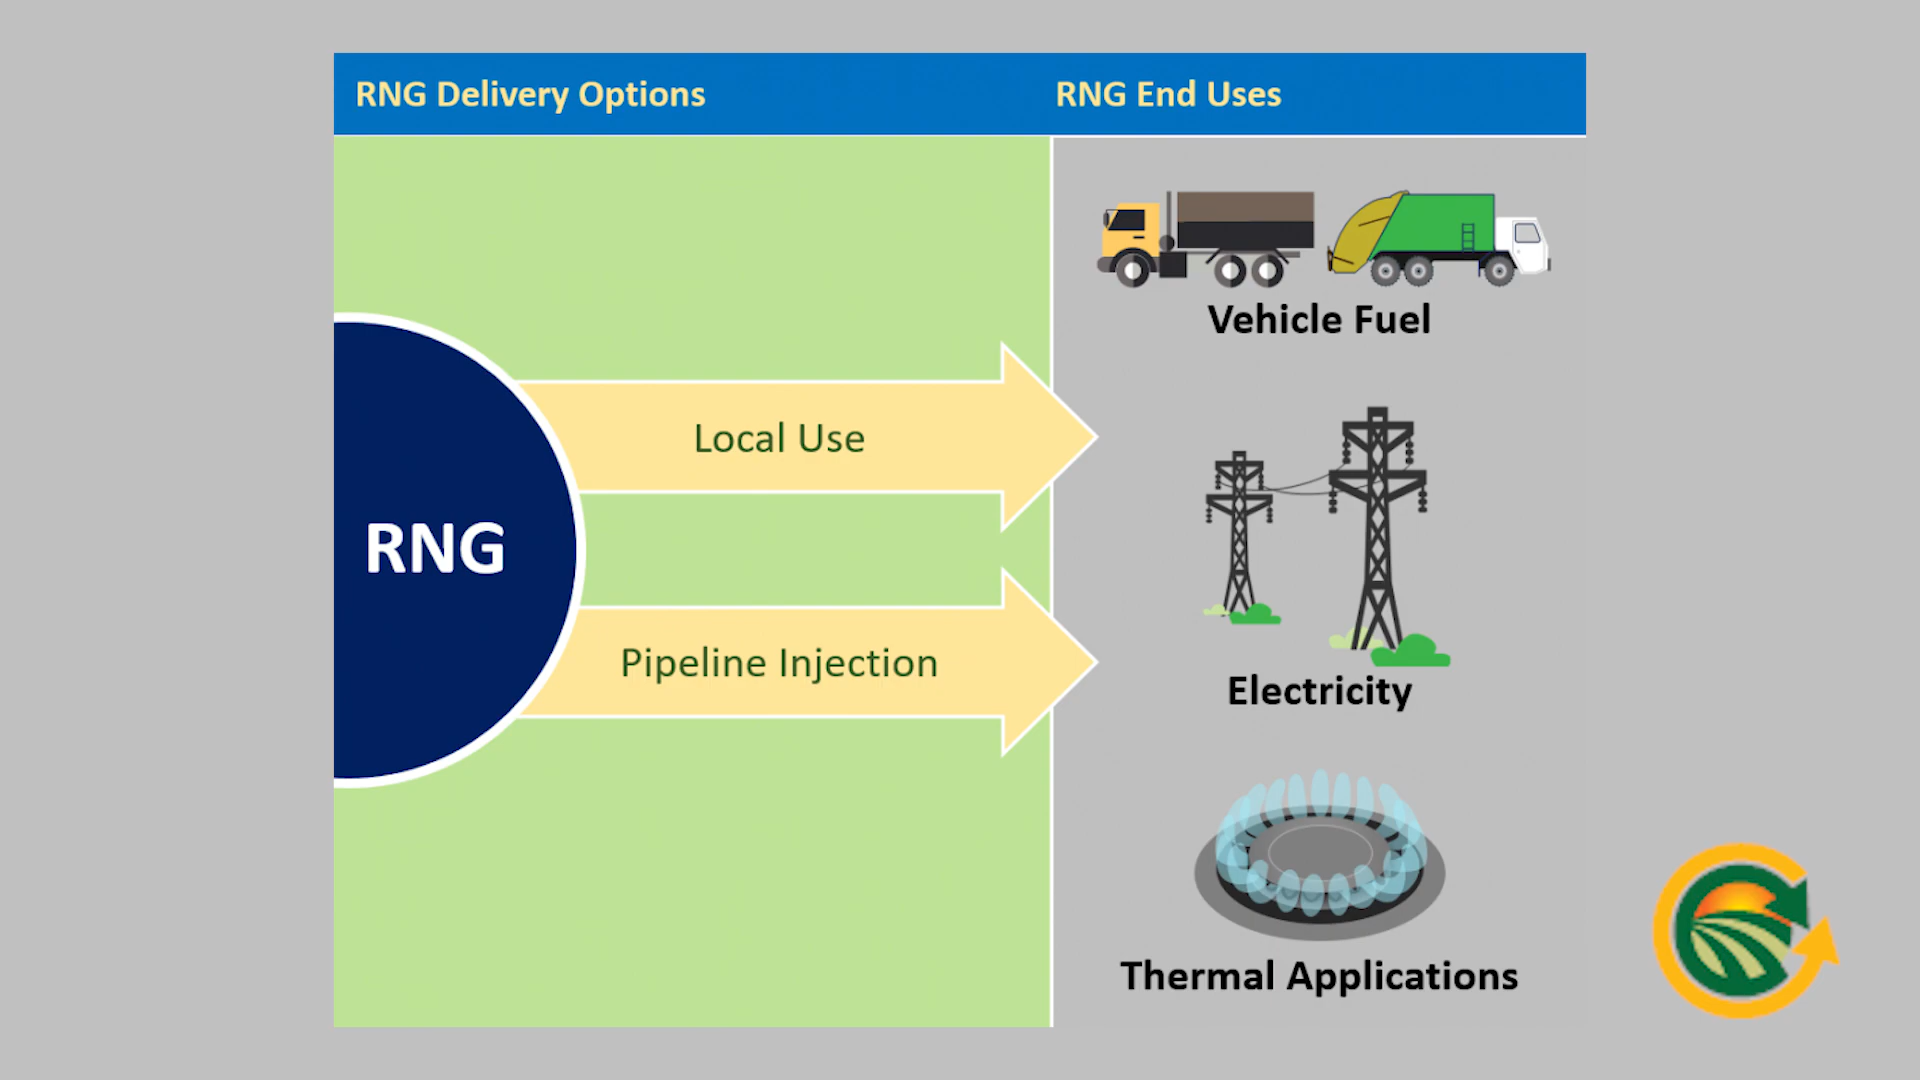 RNG Delivery Options
RNG End Uses
Vehicle Fuel
Local Use
RNG
Pipeline Injection
Electricity
Thermal Applications